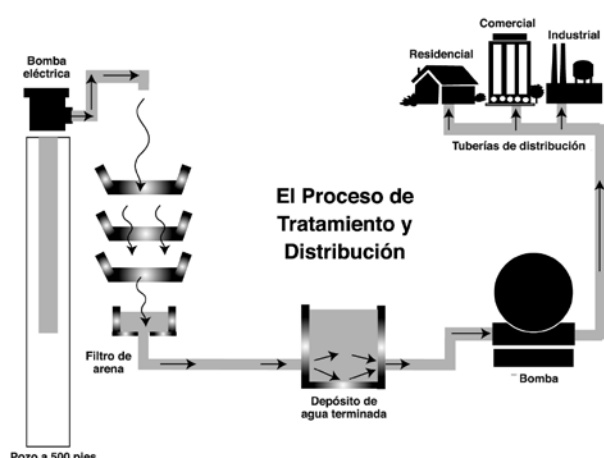 Bomba
eléctrica
Residencial
Comercial
Industrial
Tuberías de distribución
El Proceso de
Tratamiento y
Distribución
Filtro de
arena
Depósito de
agua terminada
Bomba
Pozo a 500 pies